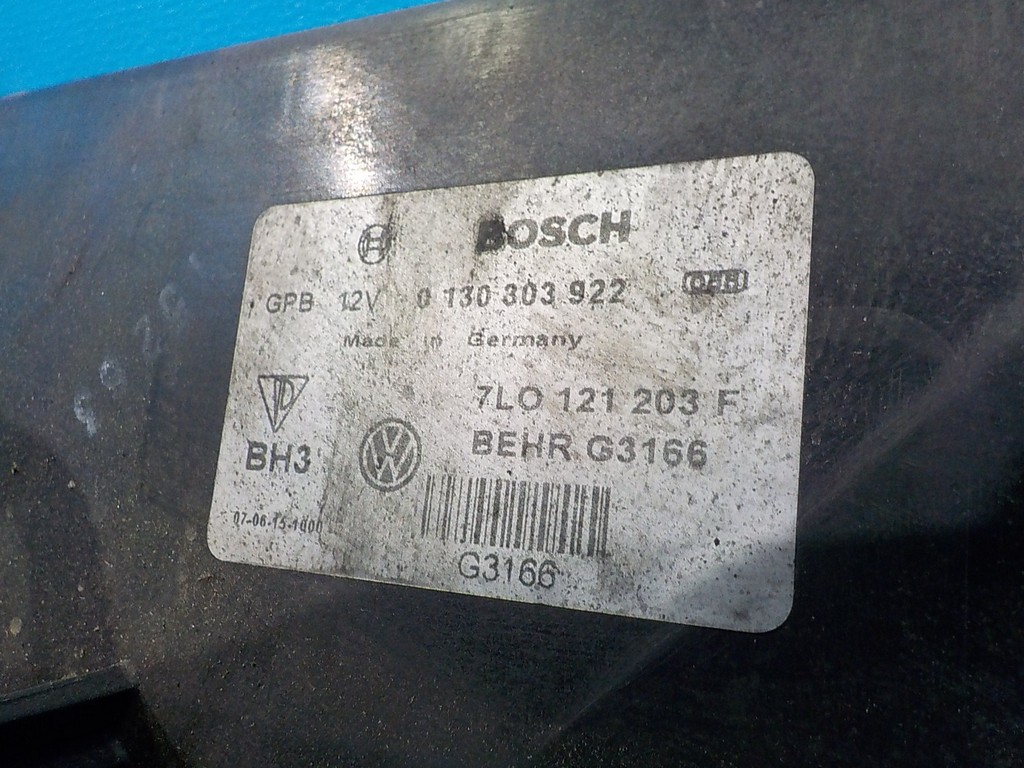 BOSCH
GPB 12V 0 130 303 922
Made in Germany
7L0 121 203 F
BEHR G3166
BH3
07-06-15-1600
G3166